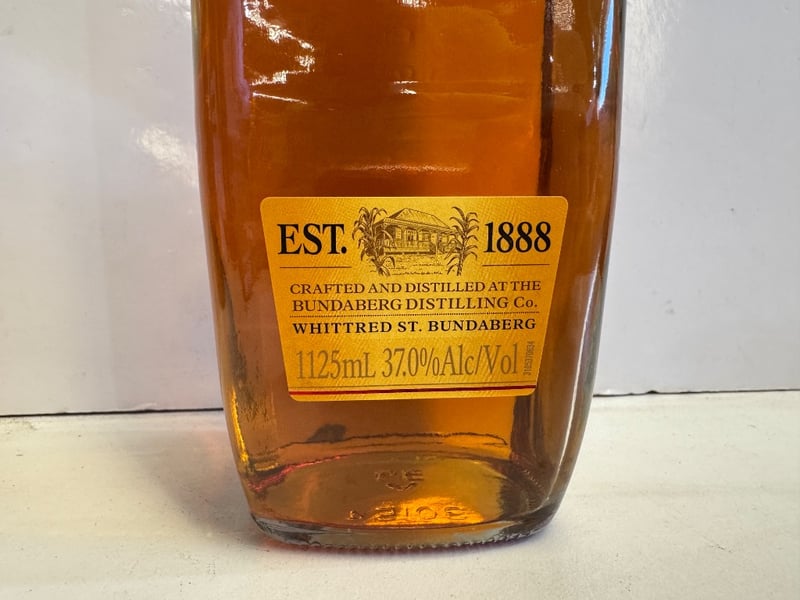 EST. 1888
CRAFTED AND DISTILLED AT THE
BUNDABERG DISTILLING Co.
WHITTRED ST. BUNDABERG
1125mL 37.0%Alc/Vol